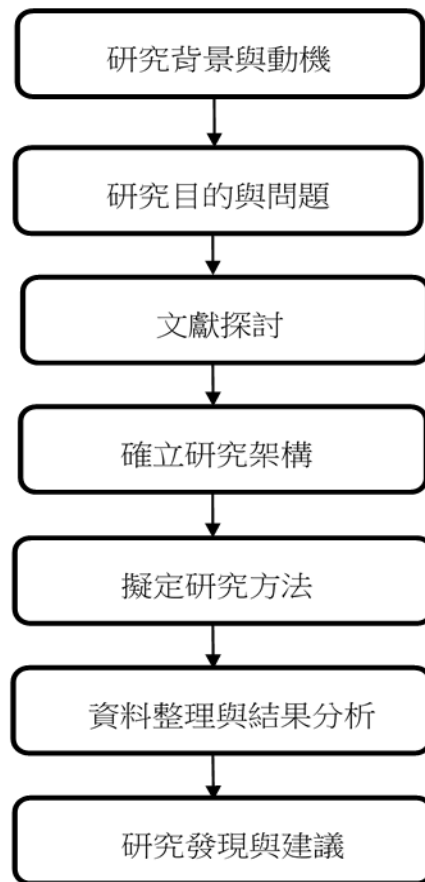 研究背景與動機
研究目的與問題
文獻探討
確立研究架構
擬定研究方法
資料整理與結果分析
研究發現與建議